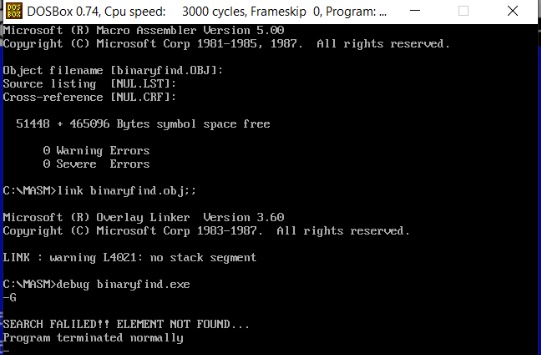 DOSBox 0.74, Cpu speed: 3000 cycles, Frameskip 0, Program: ...
Microsoft (R) Macro Assembler Version 5.00
Copyright (C) Microsoft Corp 1981-1985, 1987. All rights reserved.
Object filename [binaryfind.OBJ]:
Source listing [NUL.LST]:
Cross-reference [NUL.CRF]:
51448 + 465096 Bytes symbol space free
0 Warning Errors
0 Severe Errors
C:\MASM>link binaryfind.obj;;
Microsoft (R) Overlay Linker Version 3.60
Copyright (C) Microsoft Corp 1983-1987. All rights reserved.
LINK : warning L4021: no stack segment
C:\MASM>debug binaryfind.exe
-G
SEARCH FALILED!! ELEMENT NOT FOUND...
Program terminated normally
-